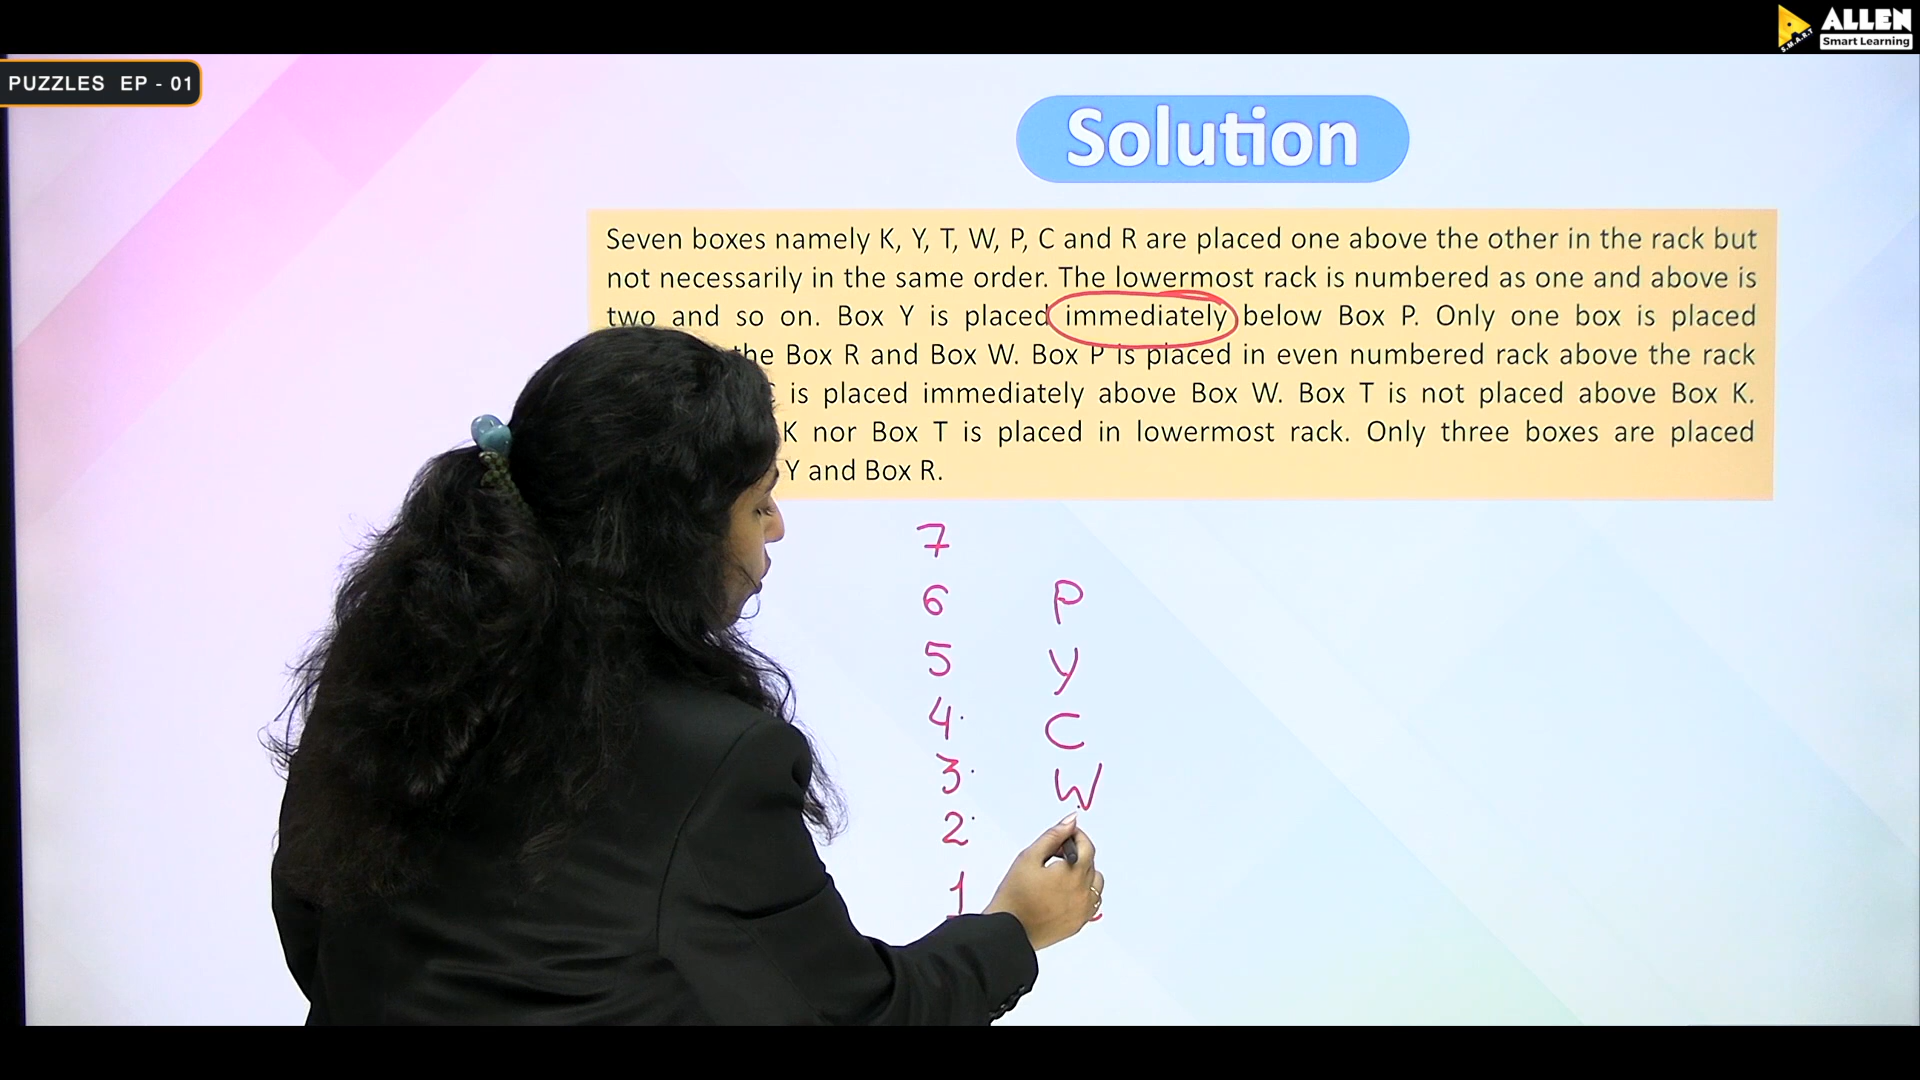 ALLEN
S.M.A.R.T
Smart Learning
PUZZLES EP - 01
Solution
Seven boxes namely K, Y, T, W, P, C and R are placed one above the other in the rack but
not necessarily in the same order. The lowermost rack is numbered as one and above is
two and so on. Box Y is placed immediately below Box P. Only one box is placed
the Box R and Box W. Box P is placed in even numbered rack above the rack
is placed immediately above Box W. Box T is not placed above Box K.
K nor Box T is placed in lowermost rack. Only three boxes are placed
Y and Box R.
7
6 P
5 Y
4 C
3 W
2
1